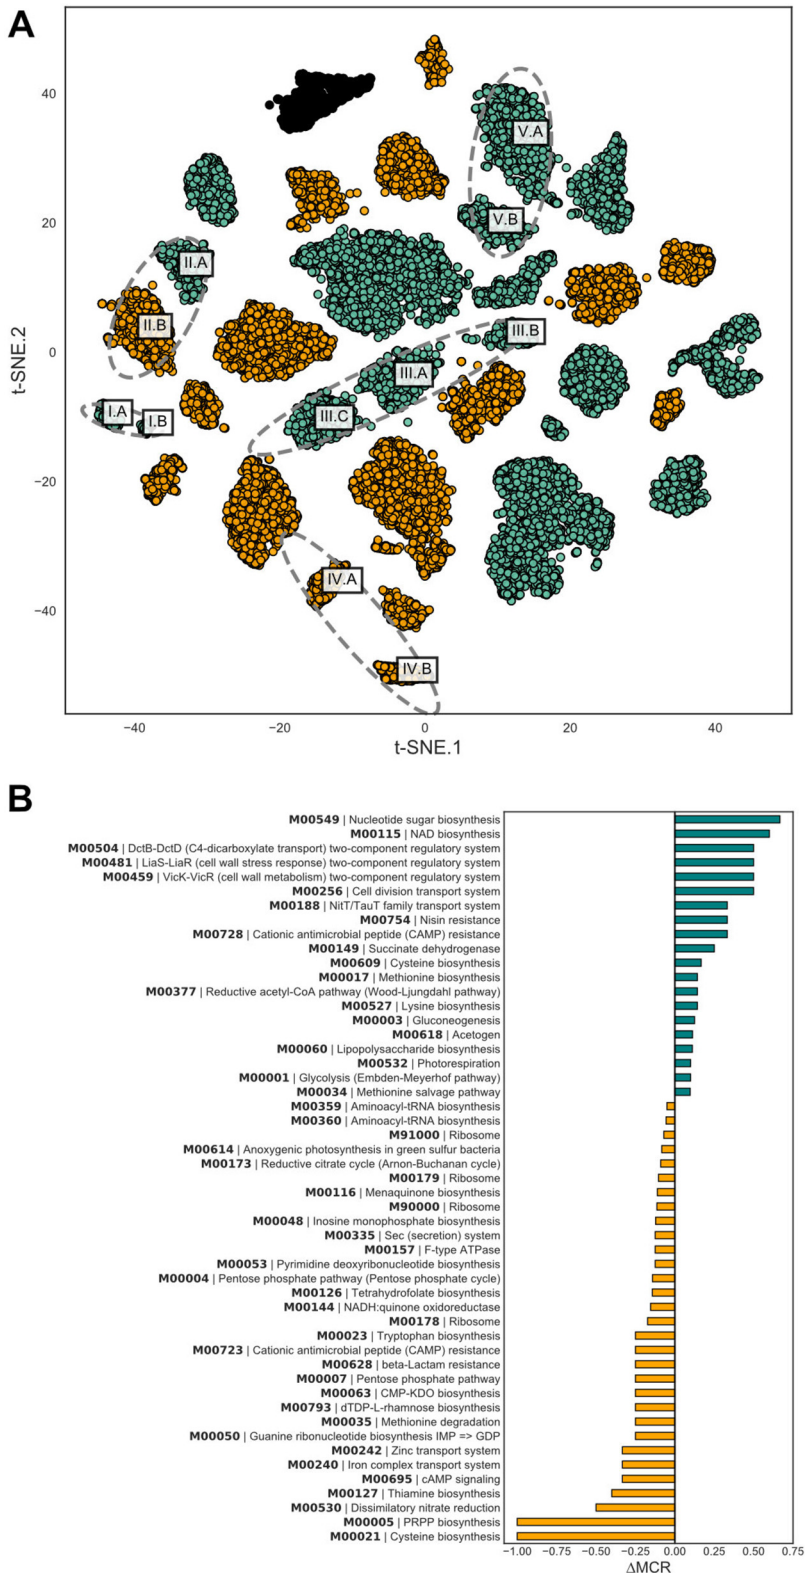 A
40
20
0
−20
−40
t-SNE.2
V.A
V.B
II.A
II.B
III.B
III.A
III.C
I.A
I.B
IV.A
IV.B
−40 −20 0 20 40
t-SNE.1
B
M00549 | Nucleotide sugar biosynthesis
M00115 | NAD biosynthesis
M00504 | DctB-DctD (C4-dicarboxylate transport) two-component regulatory system
M00481 | LiaS-LiaR (cell wall stress response) two-component regulatory system
M00459 | VicK-VicR (cell wall metabolism) two-component regulatory system
M00256 | Cell division transport system
M00188 | NitT/TauT family transport system
M00754 | Nisin resistance
M00728 | Cationic antimicrobial peptide (CAMP) resistance
M00149 | Succinate dehydrogenase
M00609 | Cysteine biosynthesis
M00017 | Methionine biosynthesis
M00377 | Reductive acetyl-CoA pathway (Wood-Ljungdahl pathway)
M00527 | Lysine biosynthesis
M00003 | Gluconeogenesis
M00618 | Acetogen
M00060 | Lipopolysaccharide biosynthesis
M00532 | Photorespiration
M00001 | Glycolysis (Embden-Meyerhof pathway)
M00034 | Methionine salvage pathway
M00359 | Aminoacyl-tRNA biosynthesis
M00360 | Aminoacyl-tRNA biosynthesis
M91000 | Ribosome
M00614 | Anoxygenic photosynthesis in green sulfur bacteria
M00173 | Reductive citrate cycle (Arnon-Buchanan cycle)
M00179 | Ribosome
M00116 | Menaquinone biosynthesis
M90000 | Ribosome
M00048 | Inosine monophosphate biosynthesis
M00335 | Sec (secretion) system
M00157 | F-type ATPase
M00053 | Pyrimidine deoxyribonucleotide biosynthesis
M00004 | Pentose phosphate pathway (Pentose phosphate cycle)
M00126 | Tetrahydrofolate biosynthesis
M00144 | NADH:quinone oxidoreductase
M00178 | Ribosome
M00023 | Tryptophan biosynthesis
M00723 | Cationic antimicrobial peptide (CAMP) resistance
M00628 | beta-Lactam resistance
M00007 | Pentose phosphate pathway
M00063 | CMP-KDO biosynthesis
M00793 | dTDP-L-rhamnose biosynthesis
M00035 | Methionine degradation
M00050 | Guanine ribonucleotide biosynthesis IMP => GDP
M00242 | Zinc transport system
M00240 | Iron complex transport system
M00695 | cAMP signaling
M00127 | Thiamine biosynthesis
M00530 | Dissimilatory nitrate reduction
M00005 | PRPP biosynthesis
M00021 | Cysteine biosynthesis
−1.00 −0.75 −0.50 −0.25 0.00 0.25 0.50 0.75
ΔMCR